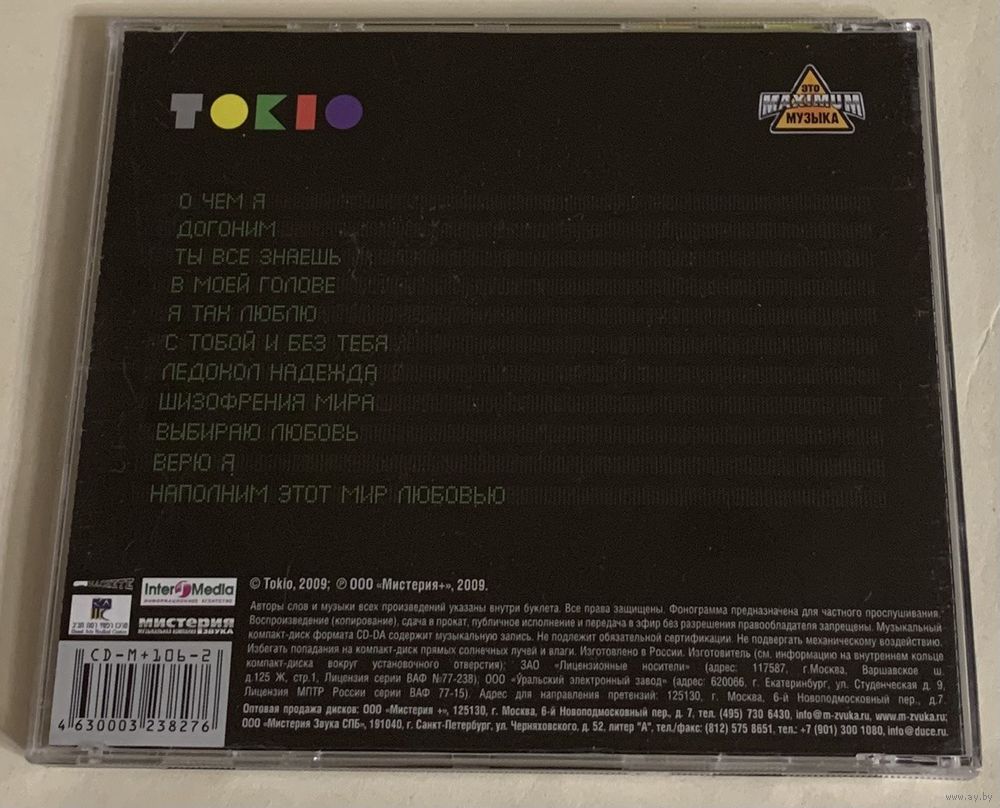 TOKIO
ЭТО
MAXIMUM
МУЗЫКА
О ЧЕМ Я
ДОГОНИМ
ТЫ ВСЕ ЗНАЕШЬ
В МОЕЙ ГОЛОВЕ
Я ТАК ЛЮБЛЮ
С ТОБОЙ И БЕЗ ТЕБЯ
ЛЕДОКОЛ НАДЕЖДА
ШИЗОФРЕНИЯ МИРА
ВЫБИРАЮ ЛЮБОВЬ
ВЕРЮ Я
НАПОЛНИМ ЭТОТ МИР ЛЮБОВЬЮ
InterMedia
ИНФОРМАЦИОННОЕ АГЕНТСТВО
мистерия
МУЗЫКАЛЬНАЯ КОМПАНИЯ ЗВУКА
CD-M+106-2
4 630003 238276
© Tokio, 2009; ℗ ООО «Мистерия+», 2009.
Авторы слов и музыки всех произведений указаны внутри буклета. Все права защищены. Фонограмма предназначена для частного прослушивания.
Воспроизведение (копирование), сдача в прокат, публичное исполнение и передача в эфир без разрешения правообладателя запрещены. Музыкальный
компакт-диск формата CD-DA содержит музыкальную запись. Не подлежит обязательной сертификации. Не подвергать механическому воздействию.
Избегать попадания на компакт-диск прямых солнечных лучей и влаги. Изготовлено в России. Изготовитель (см. информацию на внутреннем кольце
компакт-диска вокруг установочного отверстия); ЗАО «Лицензионные носители» (адрес: 117587, г.Москва, Варшавское ш.
д.125 Ж, стр.1, Лицензия серии ВАФ №77-238); ООО «Уральский электронный завод» (адрес: 620066, г. Екатеринбург, ул. Студенческая д. 9,
Лицензия МПТР России серии ВАФ 77-15). Адрес для направления претензий: 125130, г. Москва, 6-й Новоподмосковный пер., д.7.
Оптовая продажа дисков: ООО «Мистерия +», 125130, г. Москва, 6-й Новоподмосковный пер., д. 7. тел. (495) 730 6430, info@m-zvuka.ru, www.m-zvuka.ru;
ООО «Мистерия Звука СПБ», 191040, г. Санкт-Петербург, ул. Черняховского, д. 52, литер "А". тел./факс: (812) 575 8651, тел.: +7 (901) 300 1080, info@duce.ru.
www.ay.by